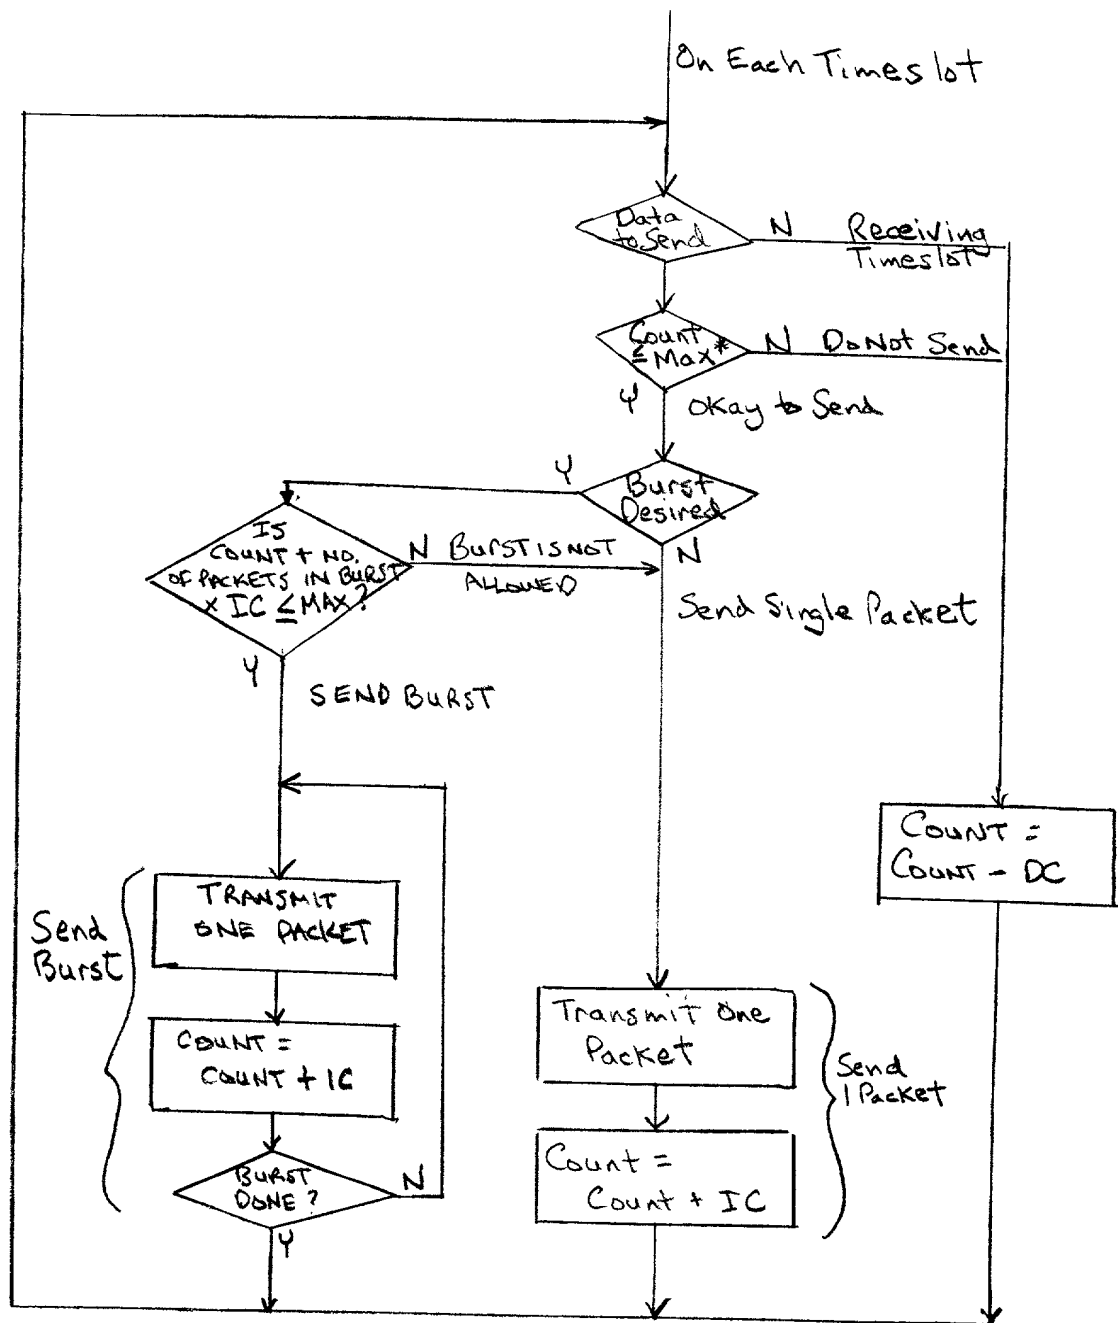 On Each Timeslot
Data
to Send
N Receiving
Timeslot
Count
≤ Max*
N Do Not Send
Y
Okay to Send
Y
Burst
Desired
N
Is
COUNT + NO.
OF PACKETS IN BURST
x IC ≤ MAX?
N BURST IS NOT
ALLOWED
Send Single Packet
Y
SEND BURST
COUNT =
COUNT - DC
Send
Burst
TRANSMIT
ONE PACKET
COUNT =
COUNT + IC
BURST
DONE?
N
Y
Transmit One
Packet
Count =
Count + IC
Send
1 Packet